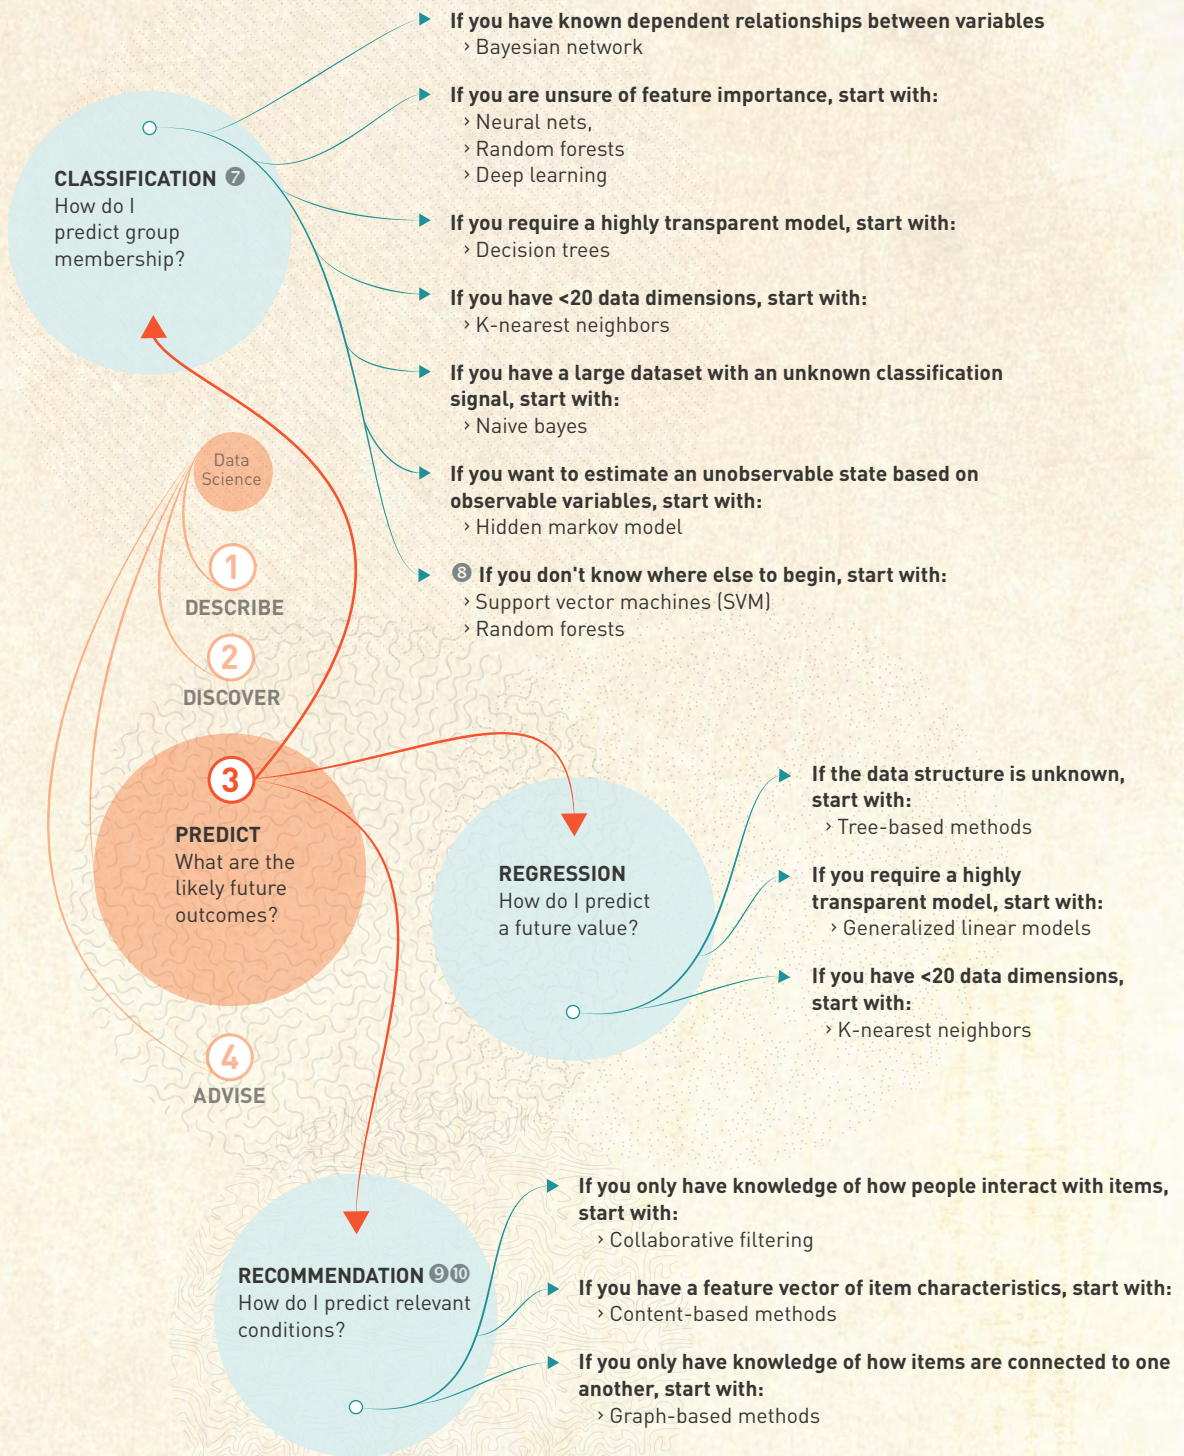 If you have known dependent relationships between variables
› Bayesian network
If you are unsure of feature importance, start with:
› Neural nets,
› Random forests
› Deep learning
CLASSIFICATION ❼
How do I
predict group
membership?
If you require a highly transparent model, start with:
› Decision trees
If you have <20 data dimensions, start with:
› K-nearest neighbors
If you have a large dataset with an unknown classification
signal, start with:
› Naive bayes
If you want to estimate an unobservable state based on
observable variables, start with:
› Hidden markov model
❽ If you don't know where else to begin, start with:
› Support vector machines (SVM)
› Random forests
Data
Science
1
DESCRIBE
2
DISCOVER
3
PREDICT
What are the
likely future
outcomes?
4
ADVISE
REGRESSION
How do I predict
a future value?
If the data structure is unknown,
start with:
› Tree-based methods
If you require a highly
transparent model, start with:
› Generalized linear models
If you have <20 data dimensions,
start with:
› K-nearest neighbors
RECOMMENDATION ❾❿
How do I predict relevant
conditions?
If you only have knowledge of how people interact with items,
start with:
› Collaborative filtering
If you have a feature vector of item characteristics, start with:
› Content-based methods
If you only have knowledge of how items are connected to one
another, start with:
› Graph-based methods